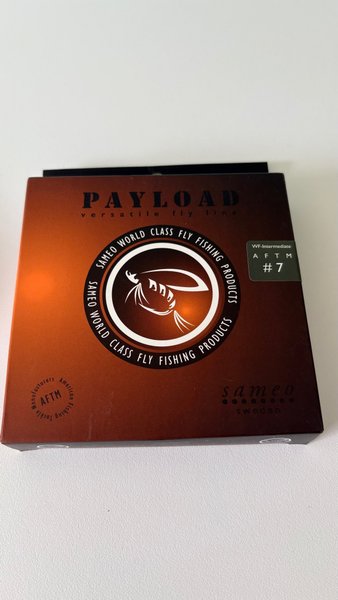 PAYLOAD
versatile fly line
SAMEO WORLD CLASS FLY FISHING PRODUCTS
SAMEO WORLD CLASS FLY FISHING PRODUCTS
WF-Intermediate
AFTM
#7
American Fishing Tackle Manufacturers
AFTM
sameo
sweden